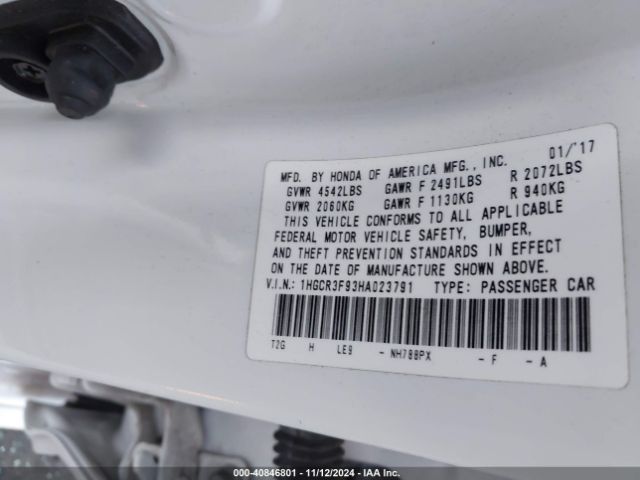 MFD. BY HONDA OF AMERICA MFG., INC. 01/'17
GVWR 4542LBS GAWR F 2491LBS R 2072LBS
GVWR 2060KG GAWR F 1130KG R 940KG
THIS VEHICLE CONFORMS TO ALL APPLICABLE
FEDERAL MOTOR VEHICLE SAFETY, BUMPER,
AND THEFT PREVENTION STANDARDS IN EFFECT
ON THE DATE OF MANUFACTURE SHOWN ABOVE.
V.I.N.: 1HGCR3F93HA023791 TYPE: PASSENGER CAR
T2G H LE9 - NH788PX - F - A
000-40846801 - 11/12/2024 - IAA Inc.